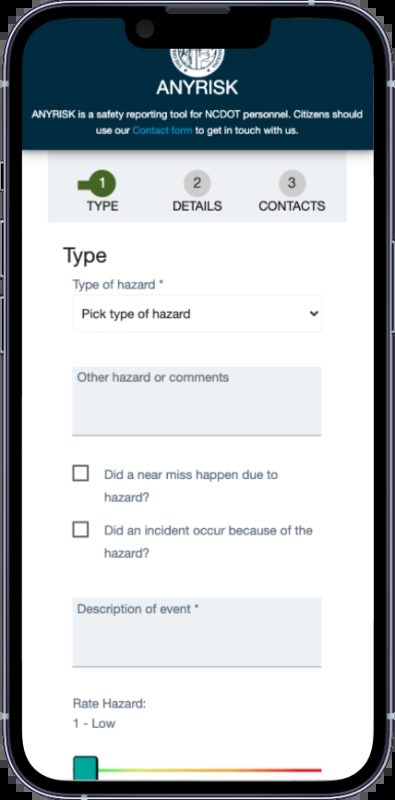 ANYRISK
ANYRISK is a safety reporting tool for NCDOT personnel. Citizens should
use our Contact form to get in touch with us.
1 2 3
TYPE DETAILS CONTACTS
Type
Type of hazard *
Pick type of hazard
Other hazard or comments
Did a near miss happen due to
hazard?
Did an incident occur because of the
hazard?
Description of event *
Rate Hazard:
1 - Low